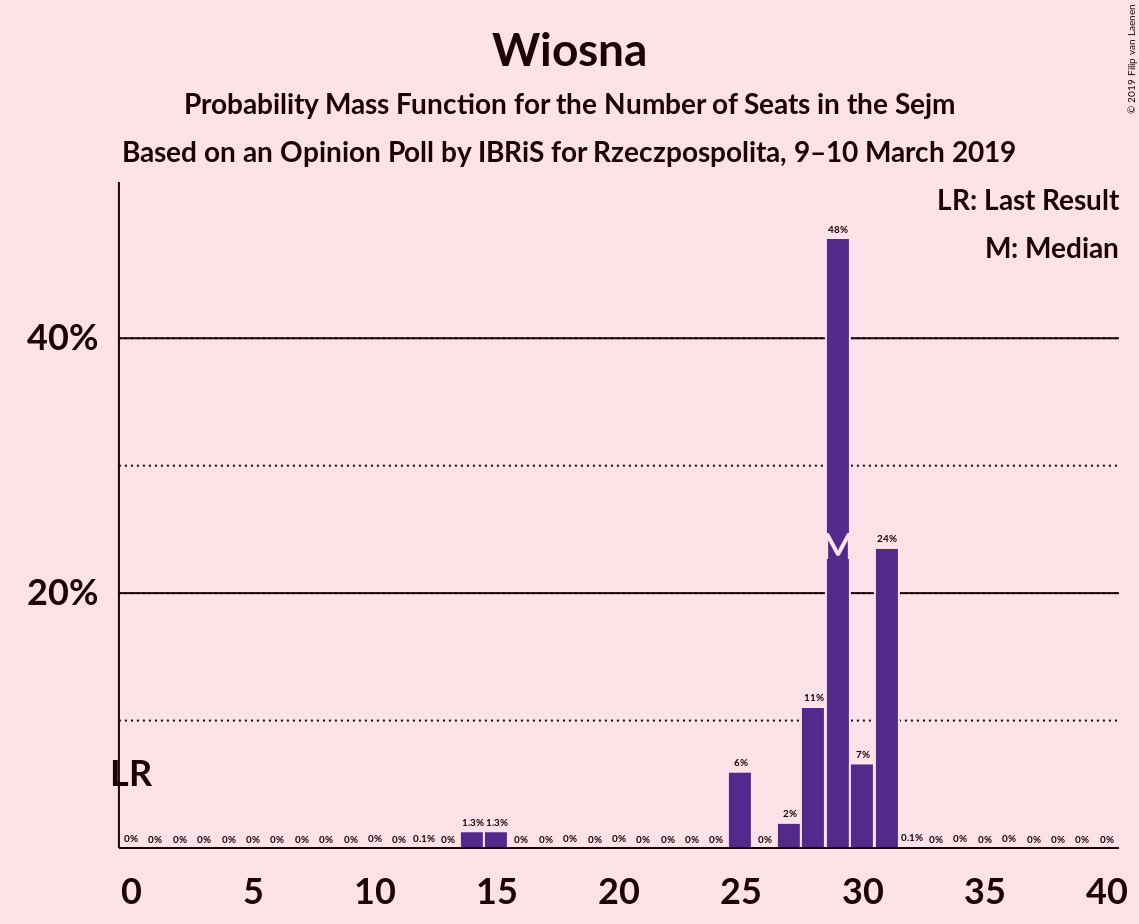 Wiosna
Probability Mass Function for the Number of Seats in the Sejm
Based on an Opinion Poll by IBRiS for Rzeczpospolita, 9–10 March 2019
© 2019 Filip van Laenen
LR: Last Result
M: Median
48%
40%
M
24%
20%
11%
7%
6%
LR
2%
1.3% 1.3%
0% 0% 0% 0% 0% 0% 0% 0% 0% 0% 0% 0% 0.1% 0% 0% 0% 0% 0% 0% 0% 0% 0% 0% 0% 0.1% 0% 0% 0% 0% 0% 0% 0% 0%
0 5 10 15 20 25 30 35 40